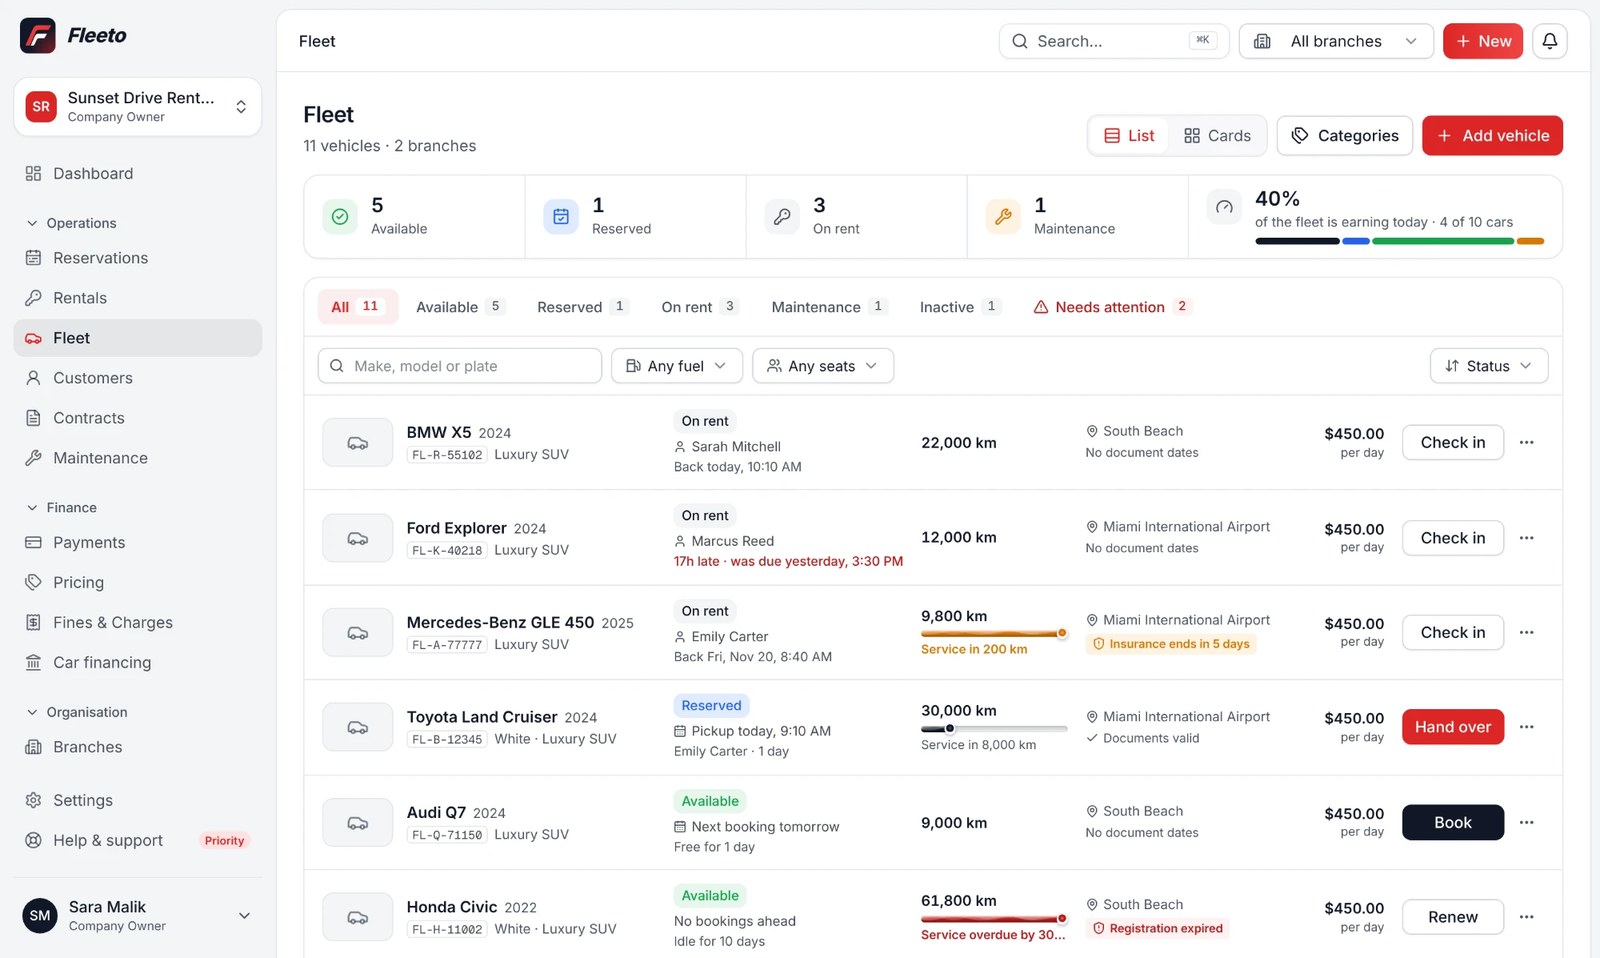 Fleeto
SR
Sunset Drive Rent...
Company Owner
Dashboard
Operations
Reservations
Rentals
Fleet
Customers
Contracts
Maintenance
Finance
Payments
Pricing
Fines & Charges
Car financing
Organisation
Branches
Settings
Help & support Priority
SM
Sara Malik
Company Owner
Fleet
Search... ⌘K
All branches
+ New
Fleet
11 vehicles · 2 branches
List
Cards
Categories
+ Add vehicle
5
Available
1
Reserved
3
On rent
1
Maintenance
40%
of the fleet is earning today · 4 of 10 cars
All 11
Available 5
Reserved 1
On rent 3
Maintenance 1
Inactive 1
Needs attention 2
Make, model or plate
Any fuel
Any seats
Status
BMW X5 2024
FL-R-55102 Luxury SUV
On rent
Sarah Mitchell
Back today, 10:10 AM
22,000 km
South Beach
No document dates
$450.00
per day
Check in
Ford Explorer 2024
FL-K-40218 Luxury SUV
On rent
Marcus Reed
17h late · was due yesterday, 3:30 PM
12,000 km
Miami International Airport
No document dates
$450.00
per day
Check in
Mercedes-Benz GLE 450 2025
FL-A-77777 Luxury SUV
On rent
Emily Carter
Back Fri, Nov 20, 8:40 AM
9,800 km
Service in 200 km
Miami International Airport
Insurance ends in 5 days
$450.00
per day
Check in
Toyota Land Cruiser 2024
FL-B-12345 White · Luxury SUV
Reserved
Pickup today, 9:10 AM
Emily Carter · 1 day
30,000 km
Service in 8,000 km
Miami International Airport
Documents valid
$450.00
per day
Hand over
Audi Q7 2024
FL-Q-71150 Luxury SUV
Available
Next booking tomorrow
Free for 1 day
9,000 km
South Beach
No document dates
$450.00
per day
Book
Honda Civic 2022
FL-H-11002 White · Luxury SUV
Available
No bookings ahead
Idle for 10 days
61,800 km
Service overdue by 30...
South Beach
Registration expired
$450.00
per day
Renew